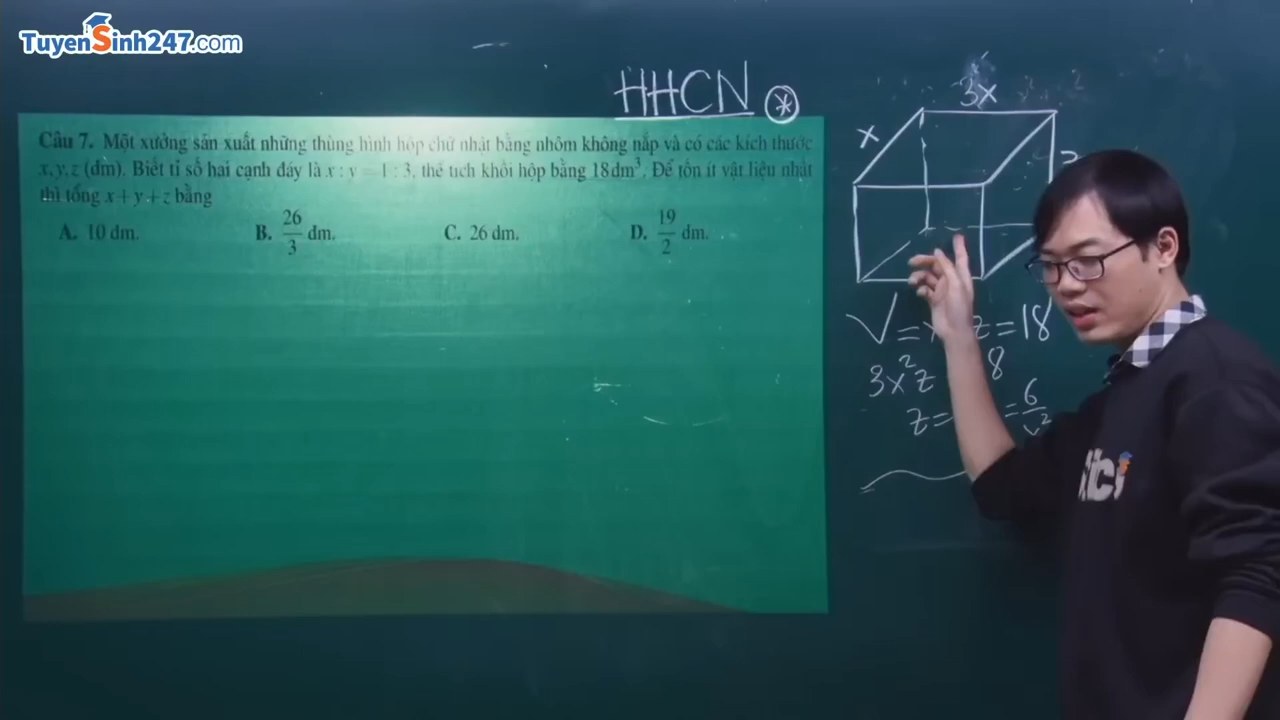 TuyenSinh247.com
HHCN *
Câu 7. Một xưởng sản xuất những thùng hình hộp chữ nhật bằng nhôm không nắp và có các kích thước
x, y, z (dm). Biết tỉ số hai cạnh đáy là x : y = 1 : 3, thể tích khối hộp bằng 18dm³. Để tốn ít vật liệu nhất
thì tổng x + y + z bằng
A. 10 dm. B. 26/3 dm. C. 26 dm. D. 19/2 dm.
3x
x
V = z = 18
3x²z 8
z = = 6